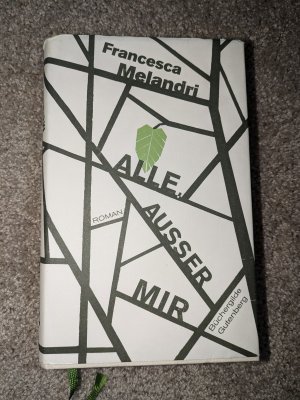 Francesca
Melandri
ALLE,
AUSSER
MIR
ROMAN
Büchergilde
Gutenberg